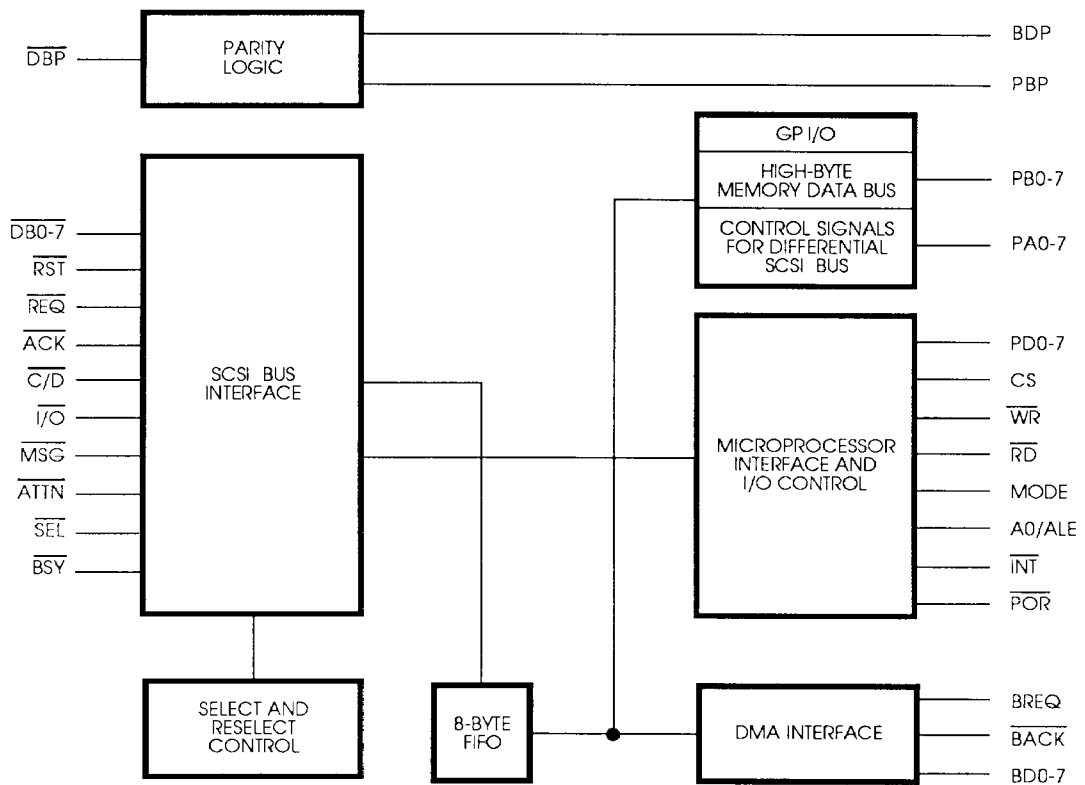 DBP
PARITY
LOGIC
BDP
PBP
GP I/O
HIGH-BYTE
MEMORY DATA BUS
CONTROL SIGNALS
FOR DIFFERENTIAL
SCSI BUS
PB0-7
PA0-7
DB0-7
RST
REQ
ACK
C/D
I/O
MSG
ATTN
SEL
BSY
SCSI BUS
INTERFACE
MICROPROCESSOR
INTERFACE AND
I/O CONTROL
PD0-7
CS
WR
RD
MODE
A0/ALE
INT
POR
SELECT AND
RESELECT
CONTROL
8-BYTE
FIFO
DMA INTERFACE
BREQ
BACK
BD0-7